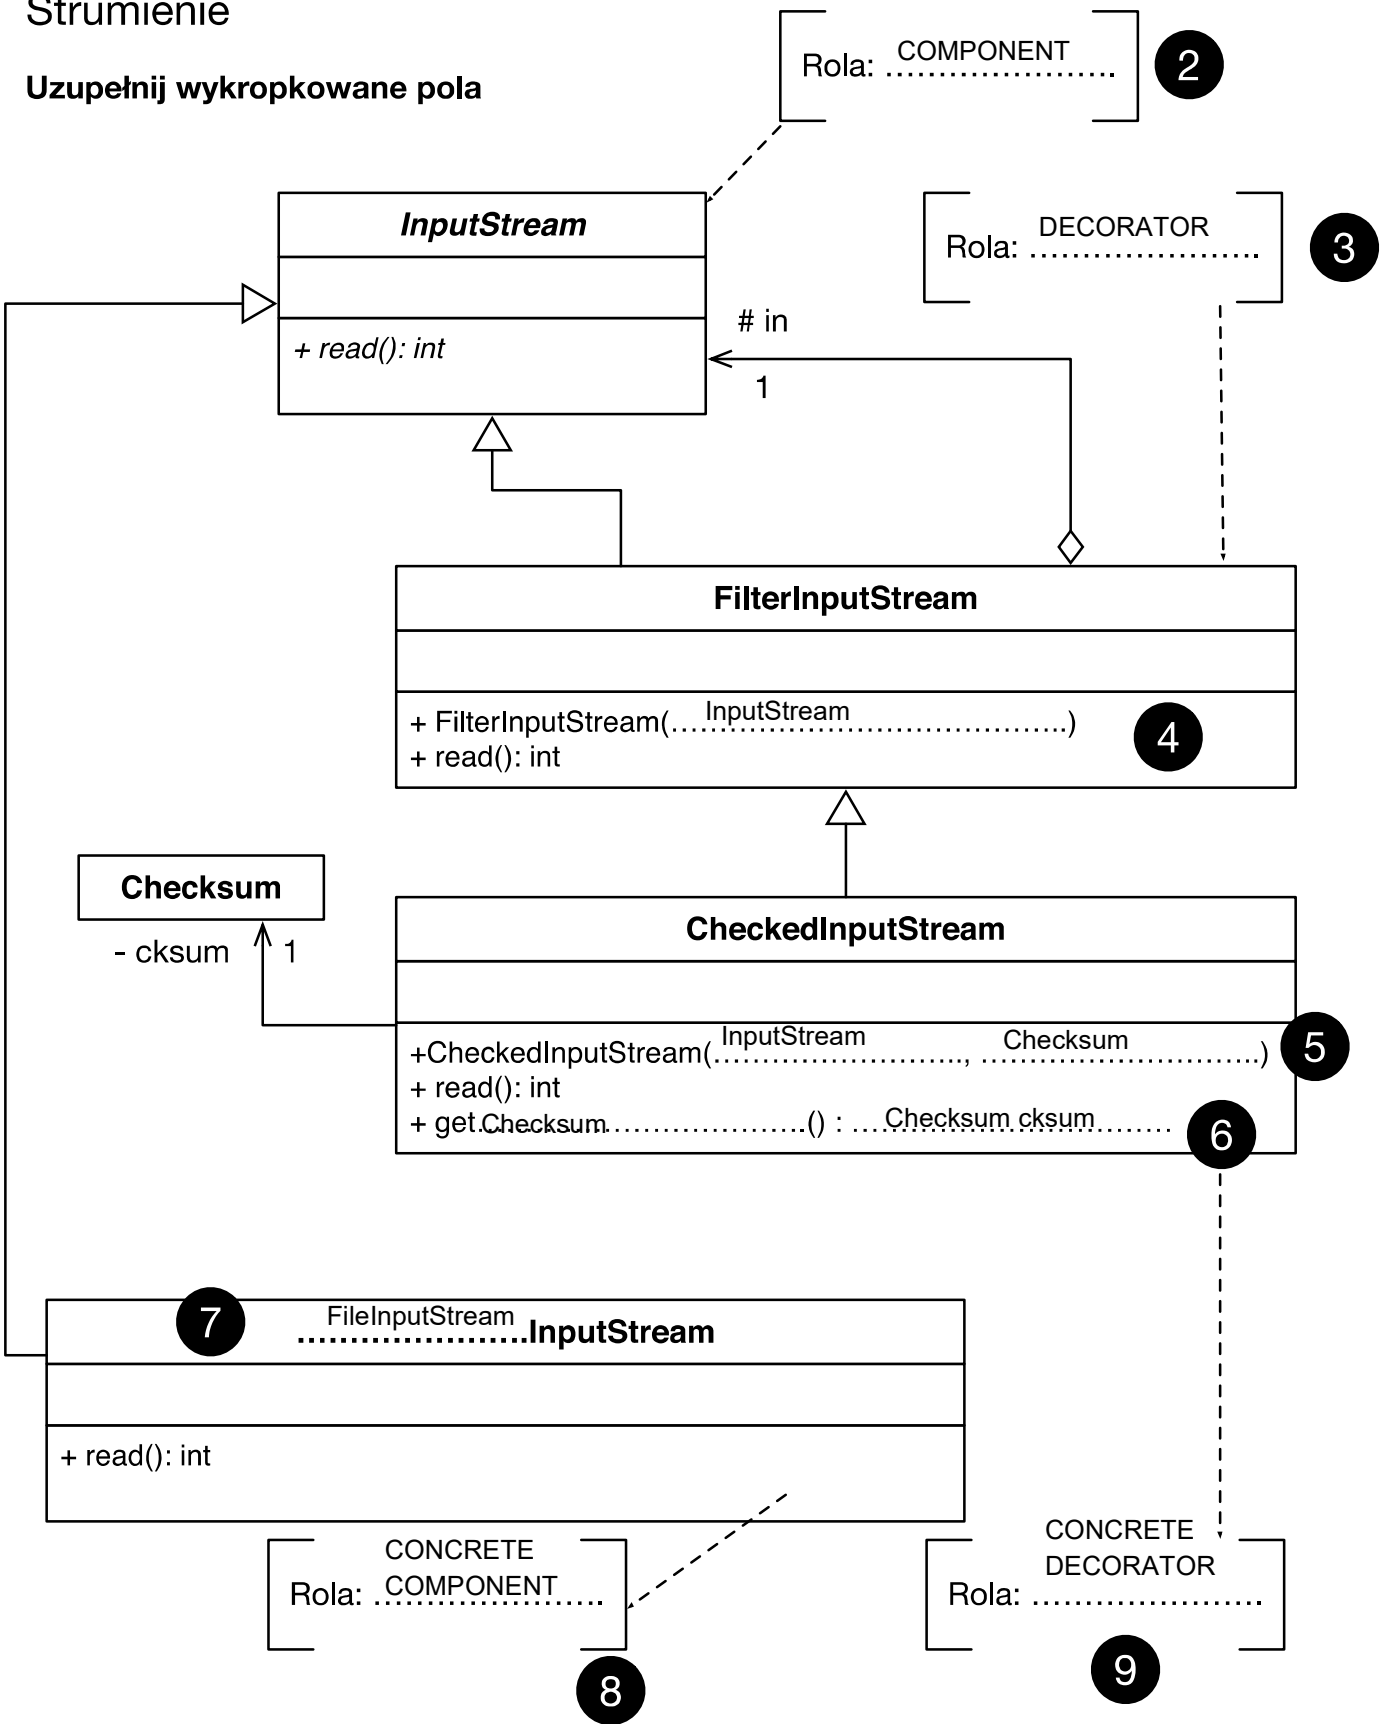 Strumienie
Uzupełnij wykropkowane pola
COMPONENT
Rola: ......................
2
DECORATOR
Rola: ......................
3
InputStream
+ read(): int
# in
1
FilterInputStream
InputStream
+ FilterInputStream(..........................................)
+ read(): int
4
Checksum
- cksum
1
CheckedInputStream
InputStream Checksum
+CheckedInputStream(.........................., .............................)
5
+ read(): int
+ get Checksum ......................() : ... Checksum cksum ........
6
7
FileInputStream
......................InputStream
+ read(): int
CONCRETE
COMPONENT
Rola: ......................
8
CONCRETE
DECORATOR
Rola: ......................
9